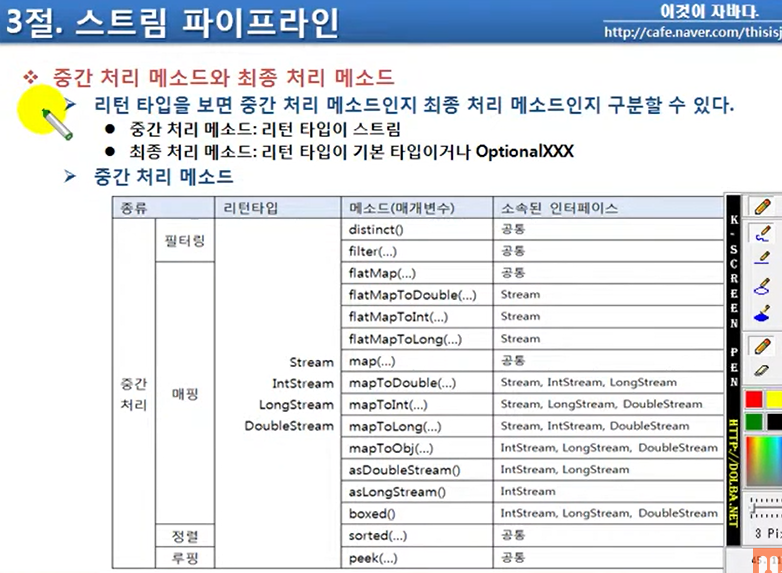 3절. 스트림 파이프라인
이것이 자바다.
http://cafe.naver.com/thisisj
❖ 중간 처리 메소드와 최종 처리 메소드
➤ 리턴 타입을 보면 중간 처리 메소드인지 최종 처리 메소드인지 구분할 수 있다.
● 중간 처리 메소드: 리턴 타입이 스트림
● 최종 처리 메소드: 리턴 타입이 기본 타입이거나 OptionalXXX
➤ 중간 처리 메소드
종류 리턴타입 메소드(매개변수) 소속된 인터페이스
중간 처리
필터링
distinct() 공통
filter(...) 공통
매핑
Stream
IntStream
LongStream
DoubleStream
flatMap(...) 공통
flatMapToDouble(...) Stream
flatMapToInt(...) Stream
flatMapToLong(...) Stream
map(...) 공통
mapToDouble(...) Stream, IntStream, LongStream
mapToInt(...) Stream, LongStream, DoubleStream
mapToLong(...) Stream, IntStream, DoubleStream
mapToObj(...) IntStream, LongStream, DoubleStream
asDoubleStream() IntStream, LongStream
asLongStream() IntStream
boxed() IntStream, LongStream, DoubleStream
정렬 sorted(...) 공통
루핑 peek(...) 공통
K-SCREEN PEN
HTTP://DOLBA.NET
3 Pi